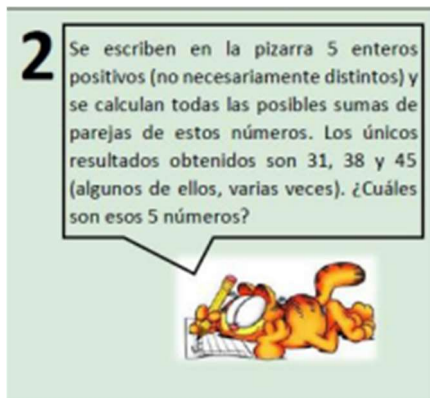 2
Se escriben en la pizarra 5 enteros
positivos (no necesariamente distintos) y
se calculan todas las posibles sumas de
parejas de estos números. Los únicos
resultados obtenidos son 31, 38 y 45
(algunos de ellos, varias veces). ¿Cuáles
son esos 5 números?